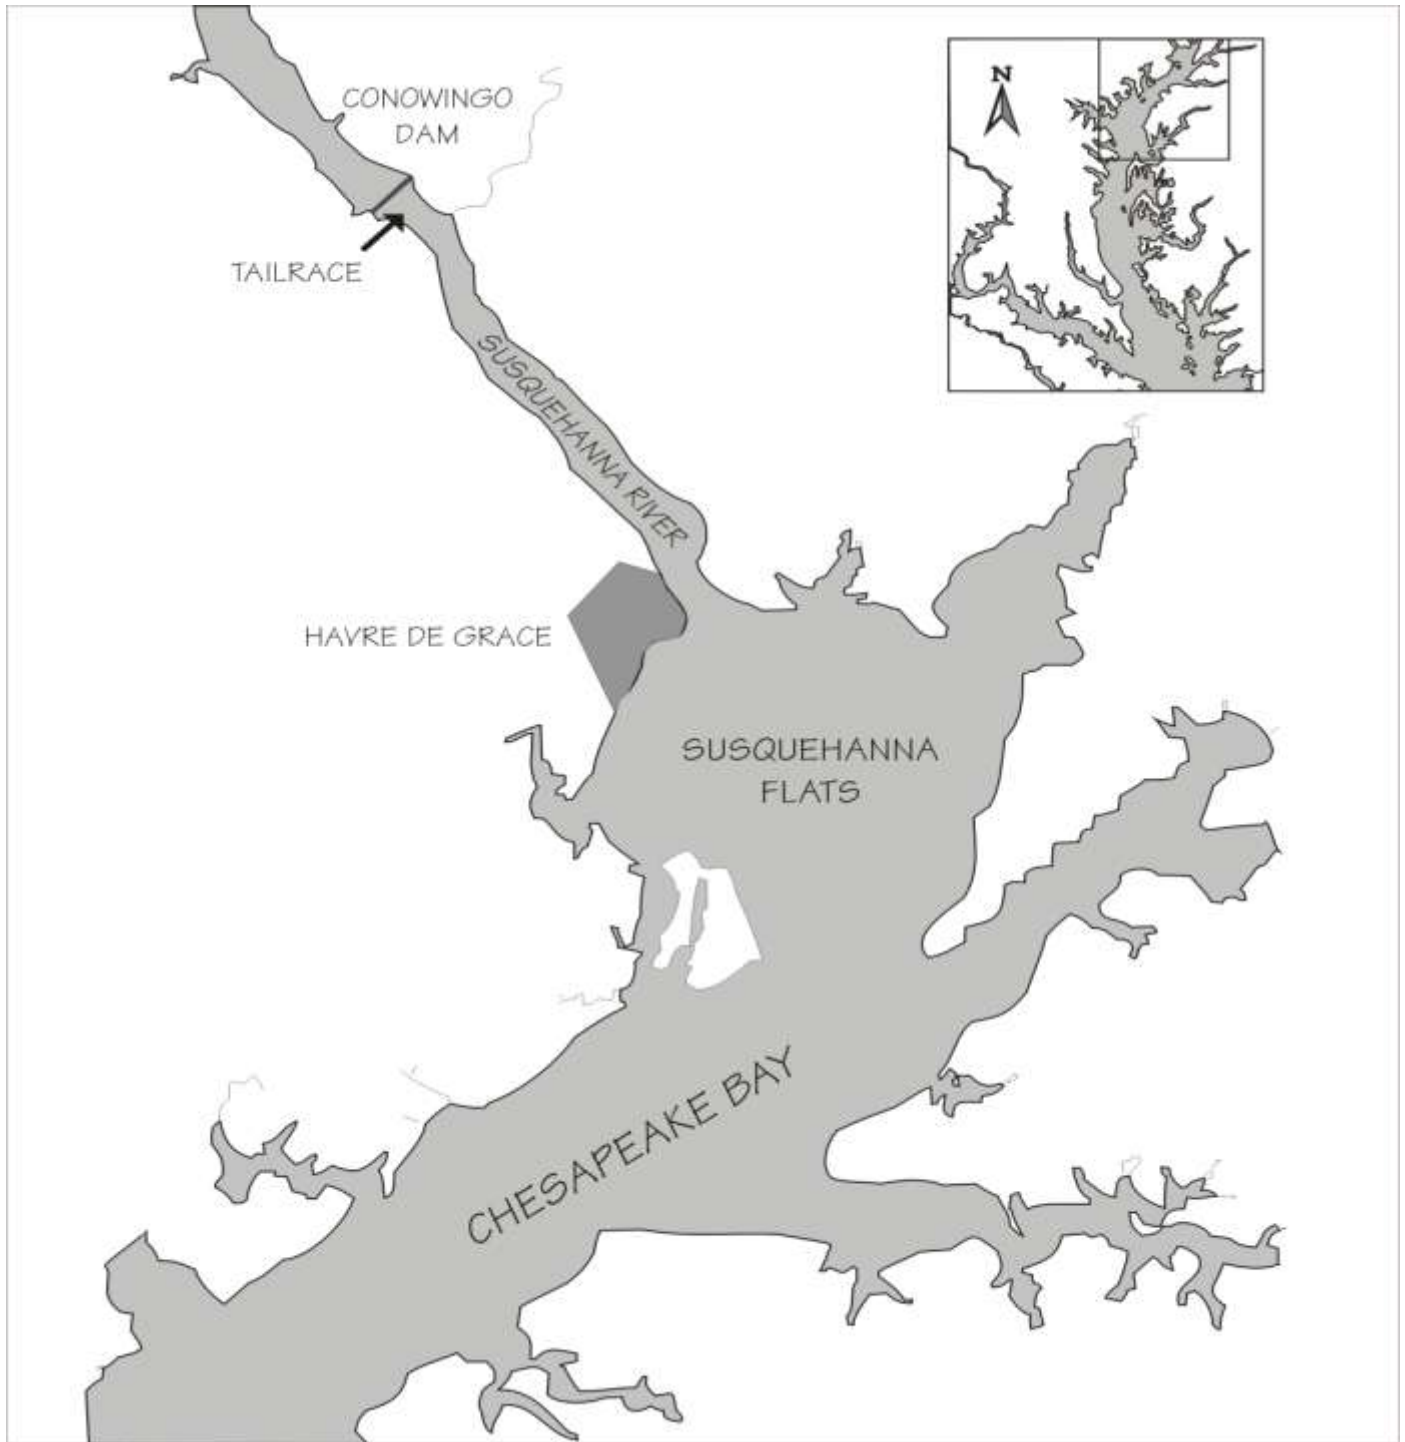 CONOWINGO
DAM
N
TAILRACE
SUSQUEHANNA RIVER
HAVRE DE GRACE
SUSQUEHANNA
FLATS
CHESAPEAKE BAY